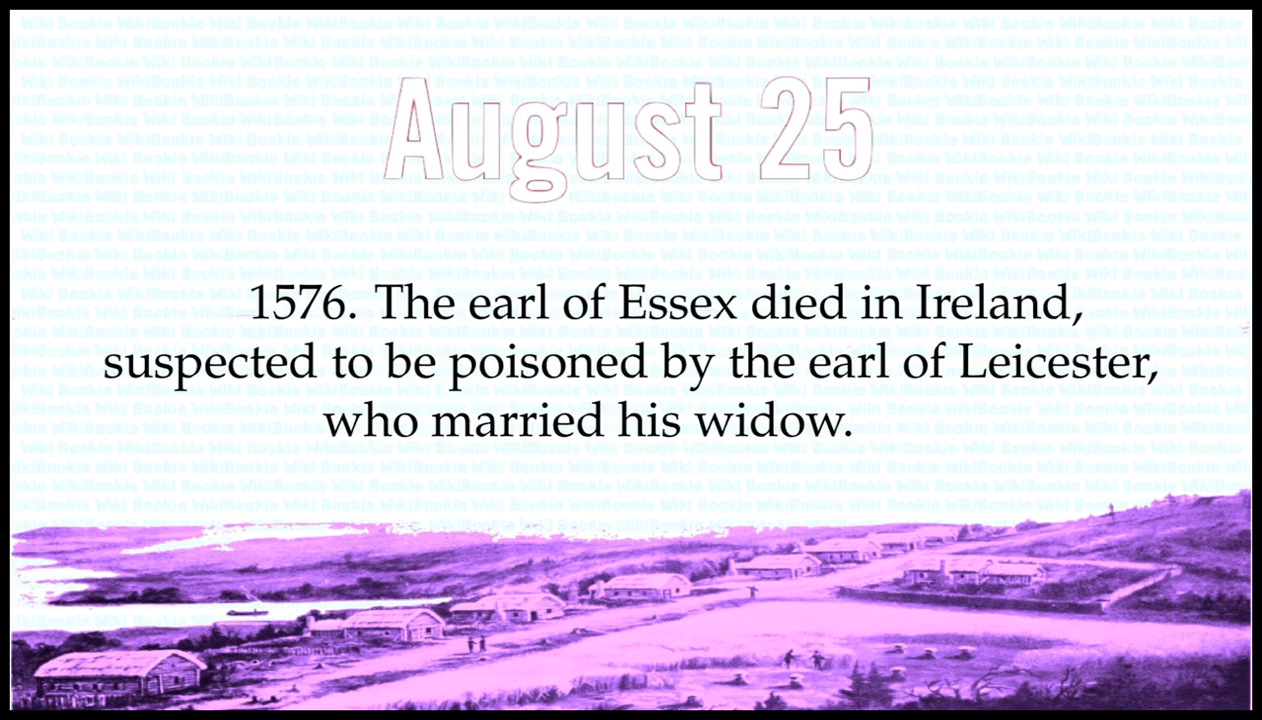 August 25
1576. The earl of Essex died in Ireland,
suspected to be poisoned by the earl of Leicester,
who married his widow.